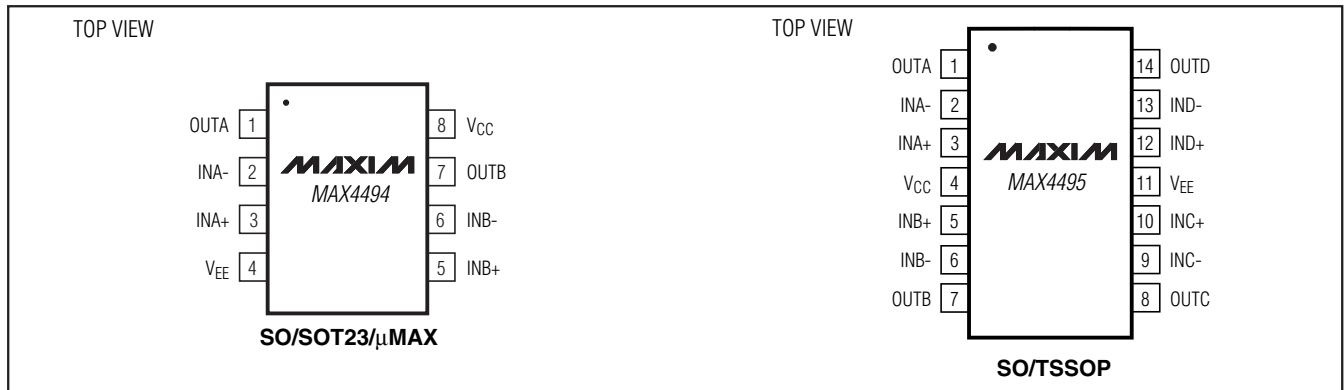 TOP VIEW
OUTA 1
INA- 2
INA+ 3
VEE 4
8 VCC
7 OUTB
6 INB-
5 INB+
MAXIM
MAX4494
SO/SOT23/μMAX
TOP VIEW
OUTA 1
INA- 2
INA+ 3
VCC 4
INB+ 5
INB- 6
OUTB 7
14 OUTD
13 IND-
12 IND+
11 VEE
10 INC+
9 INC-
8 OUTC
MAXIM
MAX4495
SO/TSSOP